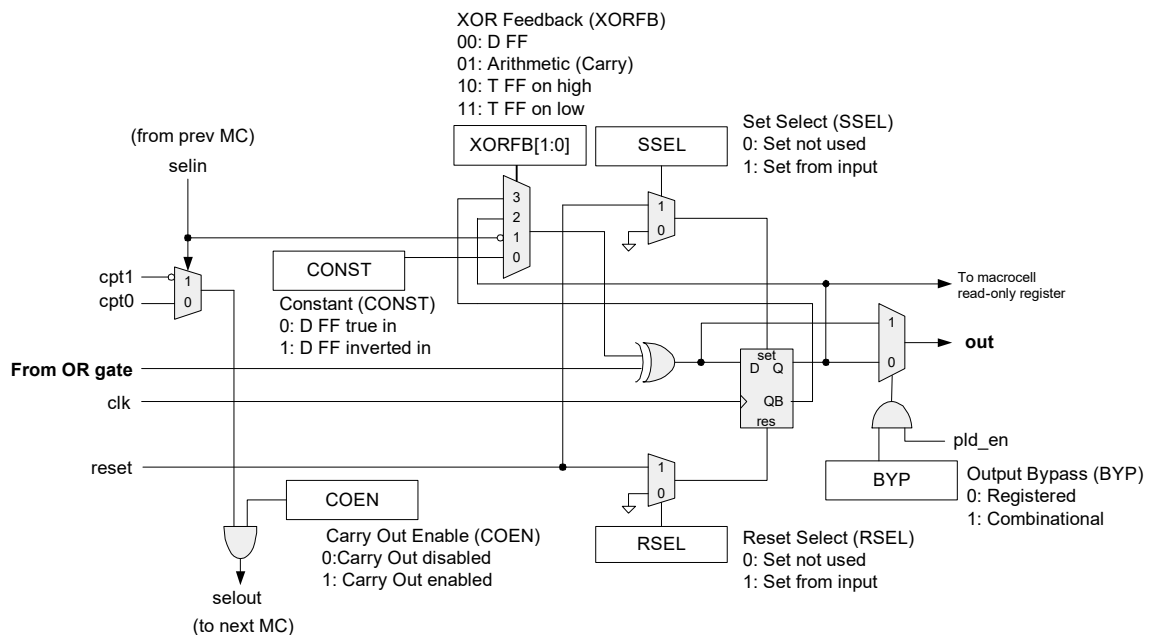 XOR Feedback (XORFB)
00: D FF
01: Arithmetic (Carry)
10: T FF on high
11: T FF on low
(from prev MC)
selin
XORFB[1:0]
SSEL
Set Select (SSEL)
0: Set not used
1: Set from input
3
2
1
0
1
0
cpt1
cpt0
1
0
CONST
Constant (CONST)
0: D FF true in
1: D FF inverted in
To macrocell
read-only register
1
0
out
From OR gate
set
D Q
QB
res
clk
pld_en
reset
1
0
BYP
Output Bypass (BYP)
0: Registered
1: Combinational
COEN
Carry Out Enable (COEN)
0:Carry Out disabled
1: Carry Out enabled
RSEL
Reset Select (RSEL)
0: Set not used
1: Set from input
selout
(to next MC)